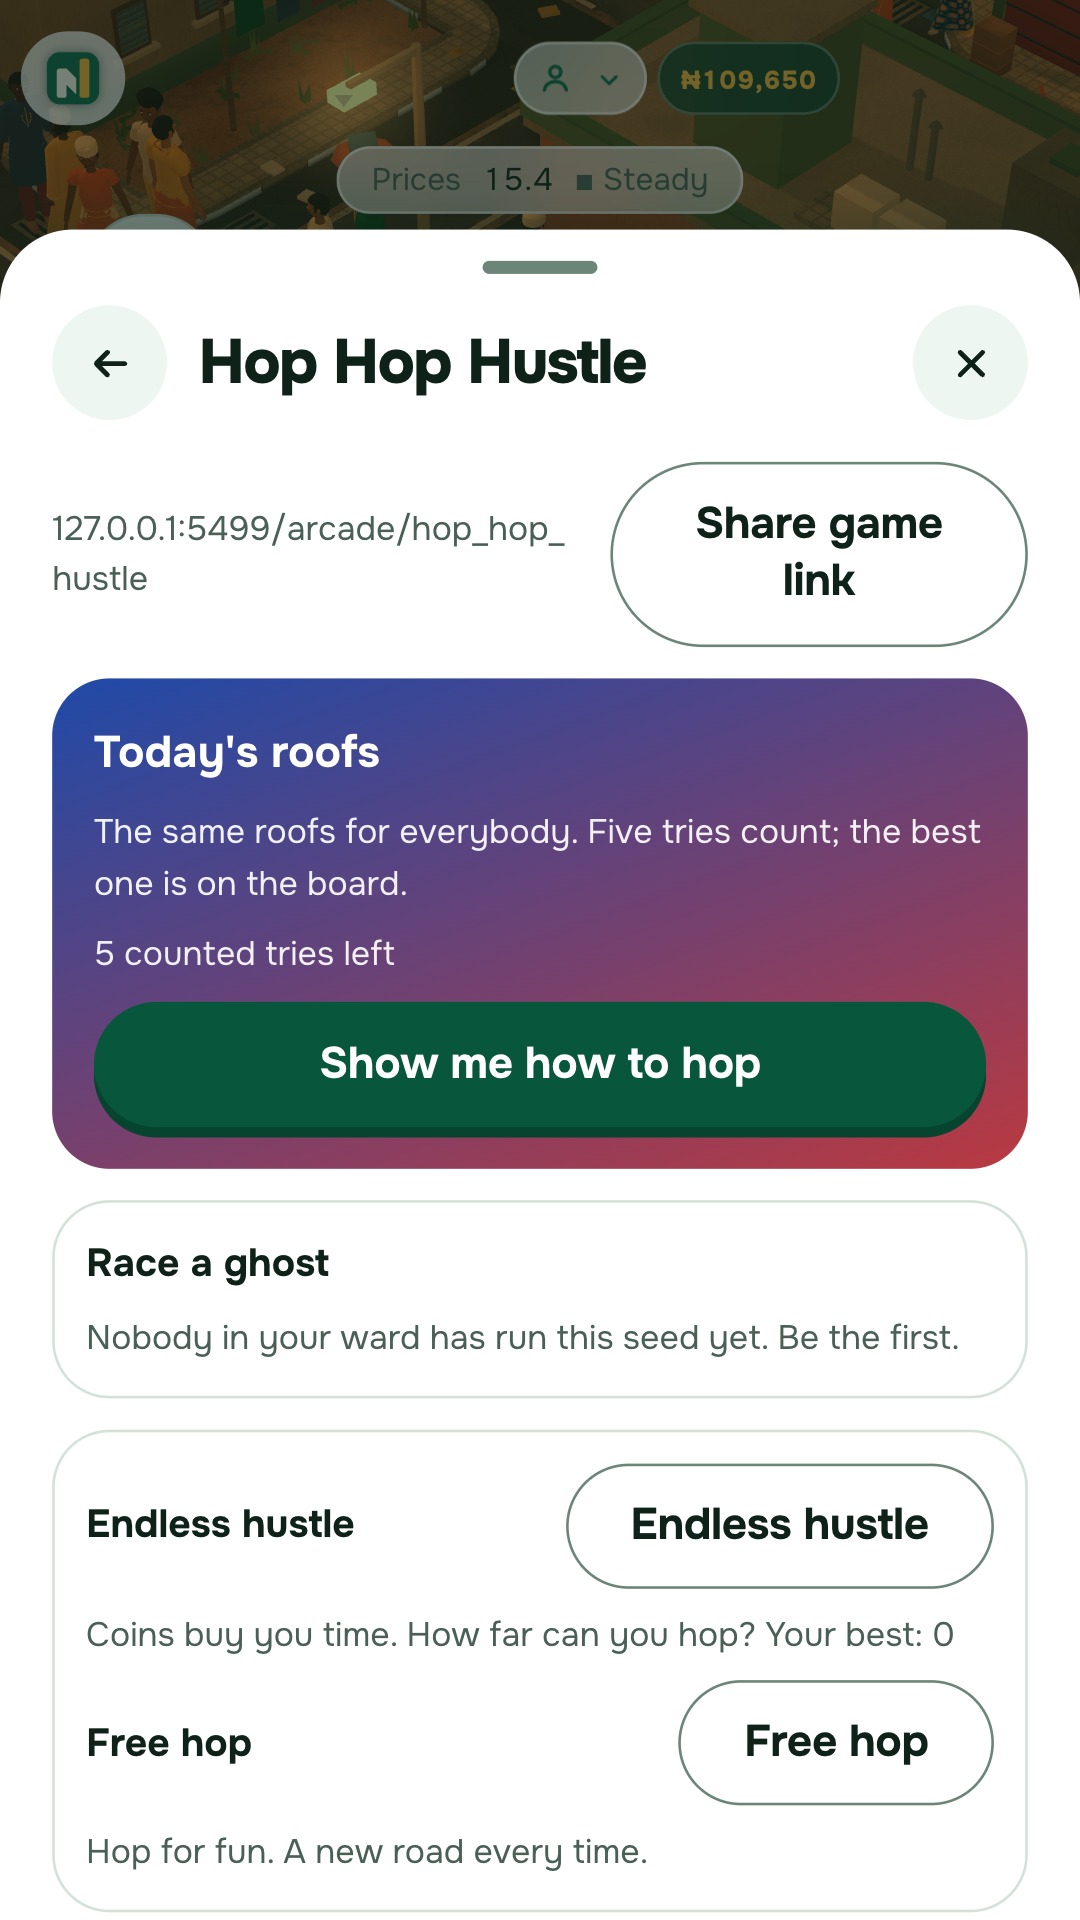 ₦109,650
Prices 15.4 ■ Steady
Hop Hop Hustle
127.0.0.1:5499/arcade/hop_hop_
hustle
Share game
link
Today's roofs
The same roofs for everybody. Five tries count; the best
one is on the board.
5 counted tries left
Show me how to hop
Race a ghost
Nobody in your ward has run this seed yet. Be the first.
Endless hustle
Endless hustle
Coins buy you time. How far can you hop? Your best: 0
Free hop
Free hop
Hop for fun. A new road every time.